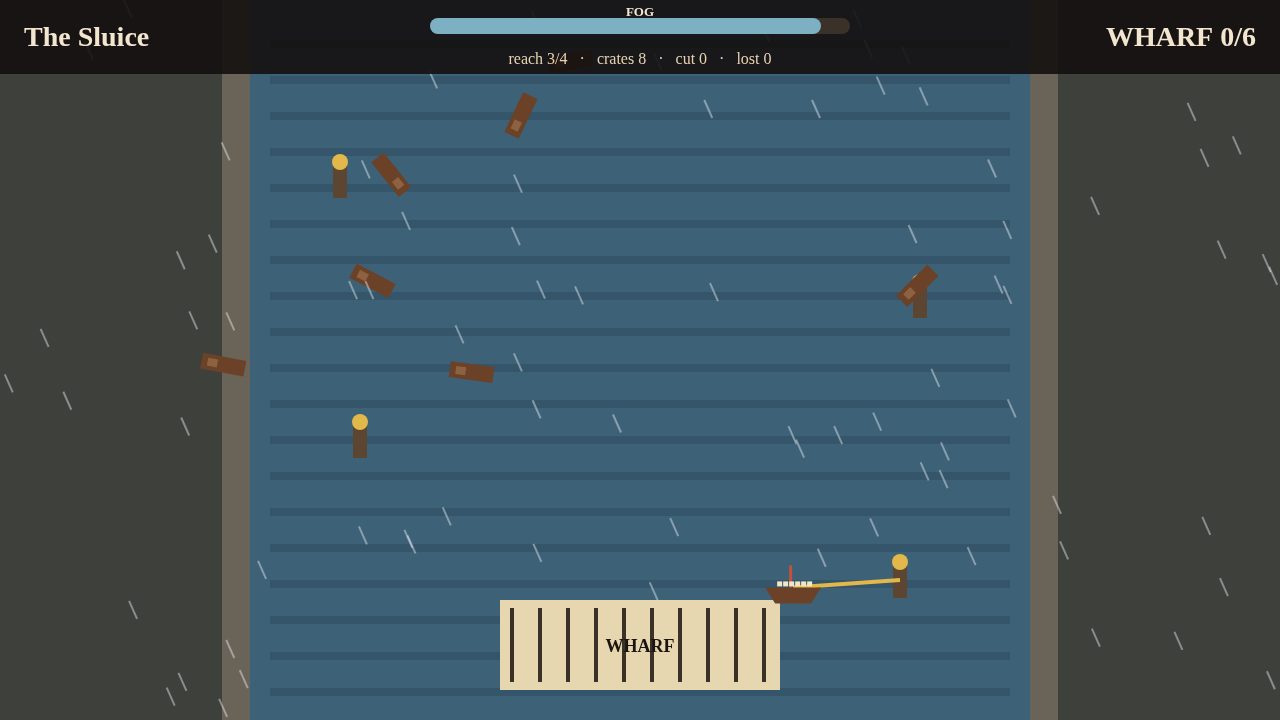 The Sluice
FOG
WHARF 0/6
reach 3/4 · crates 8 · cut 0 · lost 0
WHARF